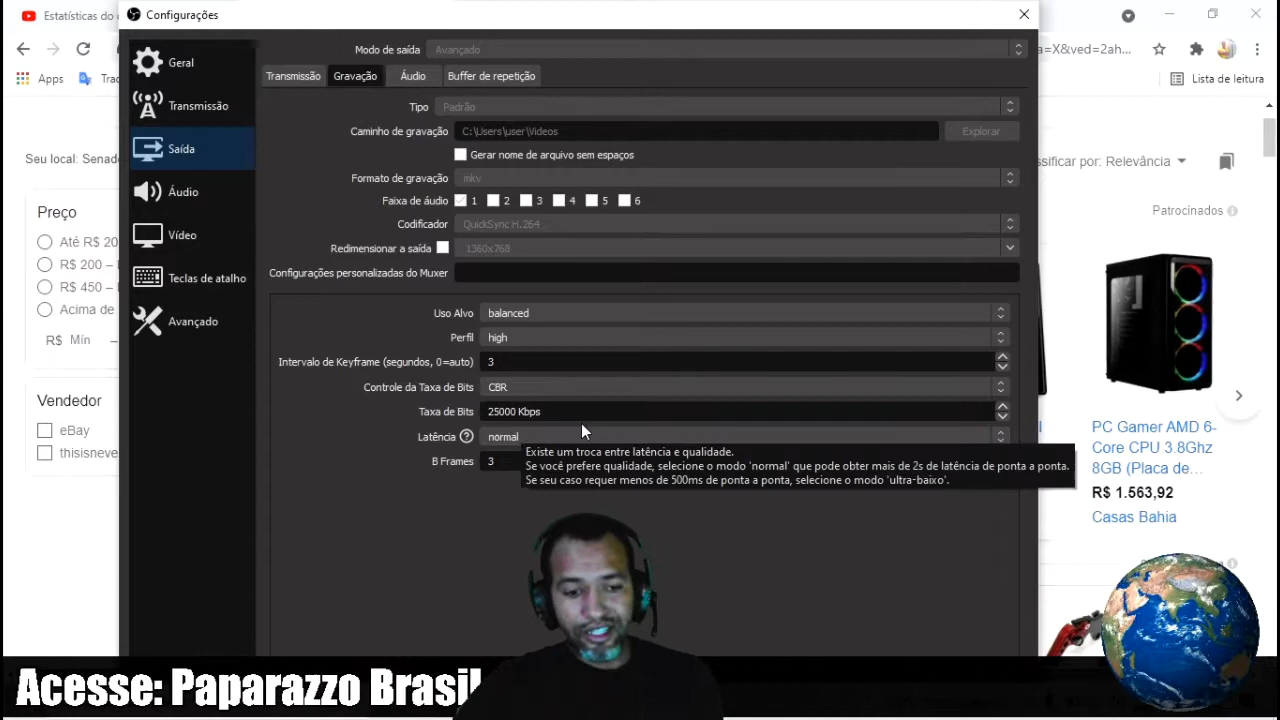 Estatísticas do
Configurações
Apps
Trac
a=X&ved=2ah...
Lista de leitura
Geral
Transmissão
Saída
Áudio
Vídeo
Teclas de atalho
Avançado
Modo de saída Avançado
Transmissão Gravação Áudio Buffer de repetição
Tipo Padrão
Caminho de gravação C:\Users\user\Videos Explorar
Gerar nome de arquivo sem espaços
Formato de gravação mkv
Faixa de áudio 1 2 3 4 5 6
Codificador QuickSync H.264
Redimensionar a saída 1360x768
Configurações personalizadas do Muxer
Uso Alvo balanced
Perfil high
Intervalo de Keyframe (segundos, 0=auto) 3
Controle da Taxa de Bits CBR
Taxa de Bits 25000 Kbps
Latência normal
B Frames 3
Existe um troca entre latência e qualidade.
Se você prefere qualidade, selecione o modo 'normal' que pode obter mais de 2s de latência de ponta a ponta.
Se seu caso requer menos de 500ms de ponta a ponta, selecione o modo 'ultra-baixo'.
Seu local: Senado
Preço
Até R$ 20
R$ 200 –
R$ 450 –
Acima de
R$ Mín –
Vendedor
eBay
thisisneve
sificar por: Relevância
Patrocinados
PC Gamer AMD 6-
Core CPU 3.8Ghz
8GB (Placa de...
R$ 1.563,92
Casas Bahia
Acesse: Paparazzo Brasil